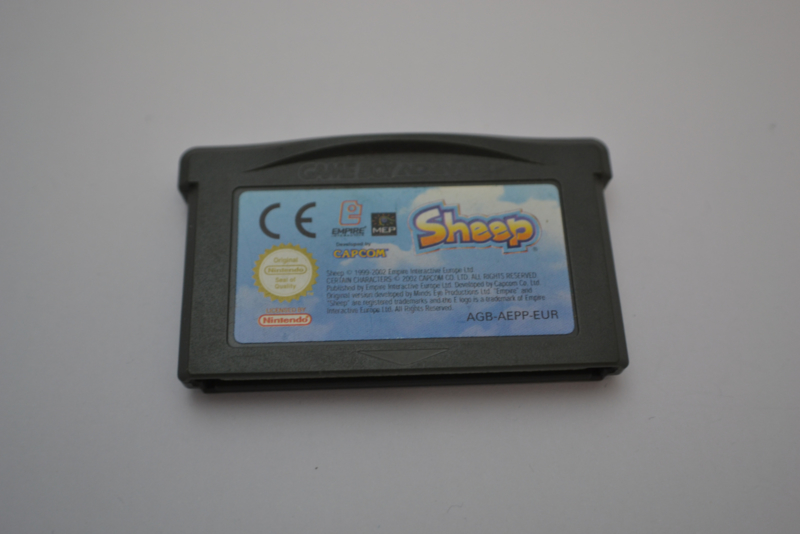 GAME BOY ADVANCE
CE
EMPIRE
MEP
Sheep
Developed by
CAPCOM
Original
Nintendo
Seal of
Quality
Nintendo
Sheep © 1999-2002 Empire Interactive Europe Ltd
CERTAIN CHARACTERS © 2002 CAPCOM CO. LTD. ALL RIGHTS RESERVED.
Published by Empire Interactive Europe Ltd. Developed by Capcom Co. Ltd.
Original version developed by Minds Eye Productions Ltd. "Empire" and
"Sheep" are registered trademarks and the E logo is a trademark of Empire
Interactive Europe Ltd. All Rights Reserved.
AGB-AEPP-EUR